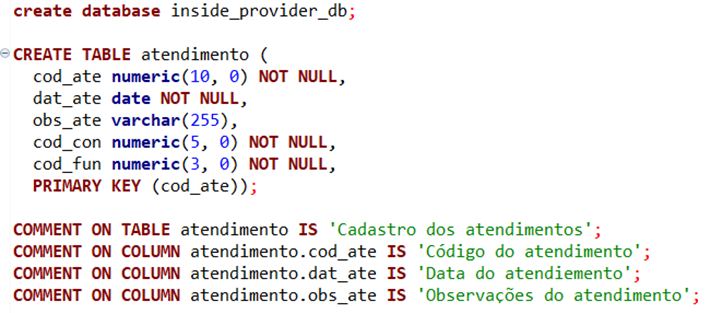 create database inside_provider_db;
CREATE TABLE atendimento (
cod_ate numeric(10, 0) NOT NULL,
dat_ate date NOT NULL,
obs_ate varchar(255),
cod_con numeric(5, 0) NOT NULL,
cod_fun numeric(3, 0) NOT NULL,
PRIMARY KEY (cod_ate));
COMMENT ON TABLE atendimento IS 'Cadastro dos atendimentos';
COMMENT ON COLUMN atendimento.cod_ate IS 'Código do atendimento';
COMMENT ON COLUMN atendimento.dat_ate IS 'Data do atendiemento';
COMMENT ON COLUMN atendimento.obs_ate IS 'Observações do atendimento';